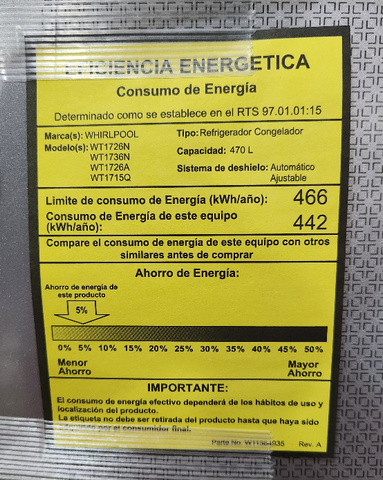 EFICIENCIA ENERGETICA
Consumo de Energía
Determinado como se establece en el RTS 97.01.01:15
Marca(s): WHIRLPOOL
Modelo(s): WT1726N
WT1736N
WT1726A
WT1715Q
Tipo: Refrigerador Congelador
Capacidad: 470 L
Sistema de deshielo: Automático
Ajustable
Limite de consumo de Energía (kWh/año): 466
Consumo de Energía de este equipo
(kWh/año): 442
Compare el consumo de energía de este equipo con otros
similares antes de comprar
Ahorro de Energía:
Ahorro de energía de
este producto
5%
0% 5% 10% 15% 20% 25% 30% 35% 40% 45% 50%
Menor
Ahorro
Mayor
Ahorro
IMPORTANTE:
El consumo de energía efectivo dependerá de los hábitos de uso y
localización del producto.
La etiqueta no debe ser retirada del producto hasta que haya sido
por el consumidor final.
Parte No. W11364935 Rev. A